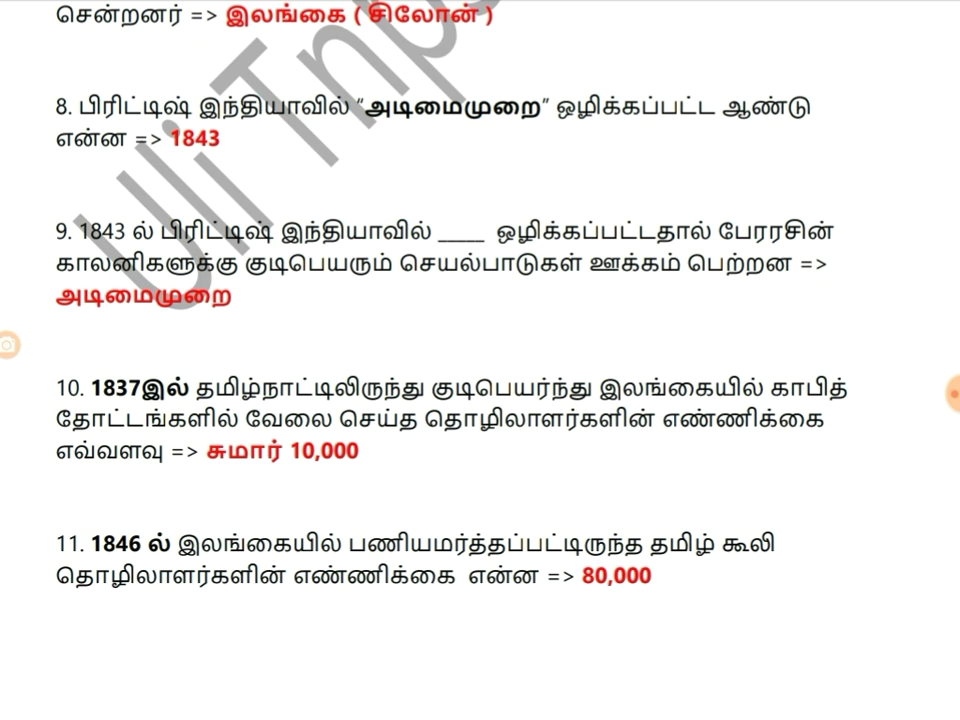 சென்றனர் => இலங்கை ( சிலோன் )
8. பிரிட்டிஷ் இந்தியாவில் “அடிமைமுறை” ஒழிக்கப்பட்ட ஆண்டு
என்ன => 1843
9. 1843 ல் பிரிட்டிஷ் இந்தியாவில் _____ ஒழிக்கப்பட்டதால் பேரரசின்
காலனிகளுக்கு குடிபெயரும் செயல்பாடுகள் ஊக்கம் பெற்றன =>
அடிமைமுறை
10. 1837இல் தமிழ்நாட்டிலிருந்து குடிபெயர்ந்து இலங்கையில் காபித்
தோட்டங்களில் வேலை செய்த தொழிலாளர்களின் எண்ணிக்கை
எவ்வளவு => சுமார் 10,000
11. 1846 ல் இலங்கையில் பணியமர்த்தப்பட்டிருந்த தமிழ் கூலி
தொழிலாளர்களின் எண்ணிக்கை என்ன => 80,000